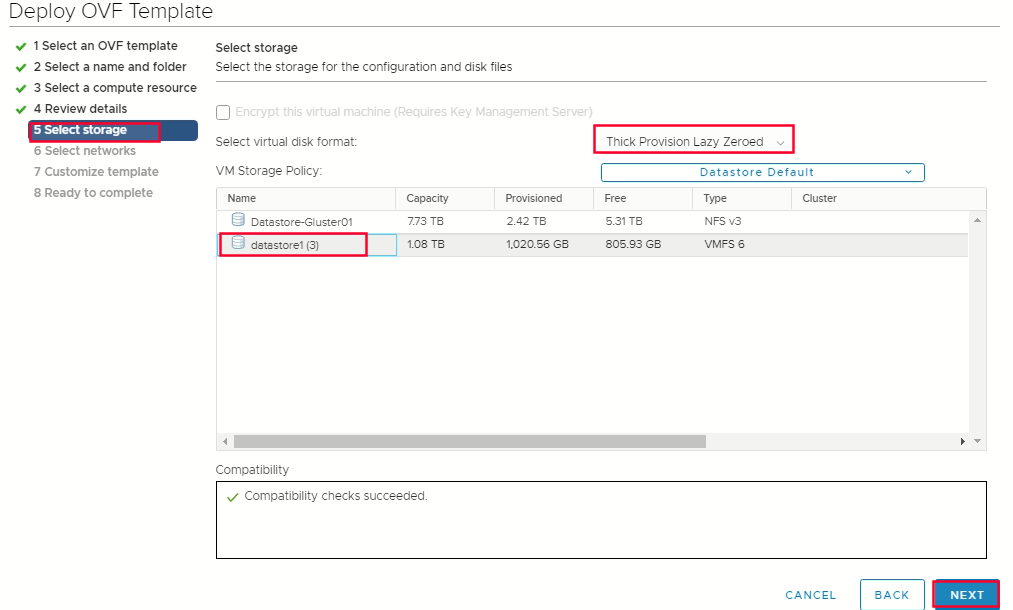 Deploy OVF Template
1 Select an OVF template
2 Select a name and folder
3 Select a compute resource
4 Review details
5 Select storage
6 Select networks
7 Customize template
8 Ready to complete
Select storage
Select the storage for the configuration and disk files
Encrypt this virtual machine (Requires Key Management Server)
Select virtual disk format: Thick Provision Lazy Zeroed
VM Storage Policy: Datastore Default
Name Capacity Provisioned Free Type Cluster
Datastore-Gluster01 7.73 TB 2.42 TB 5.31 TB NFS v3
datastore1 (3) 1.08 TB 1,020.56 GB 805.93 GB VMFS 6
Compatibility
Compatibility checks succeeded.
CANCEL BACK NEXT